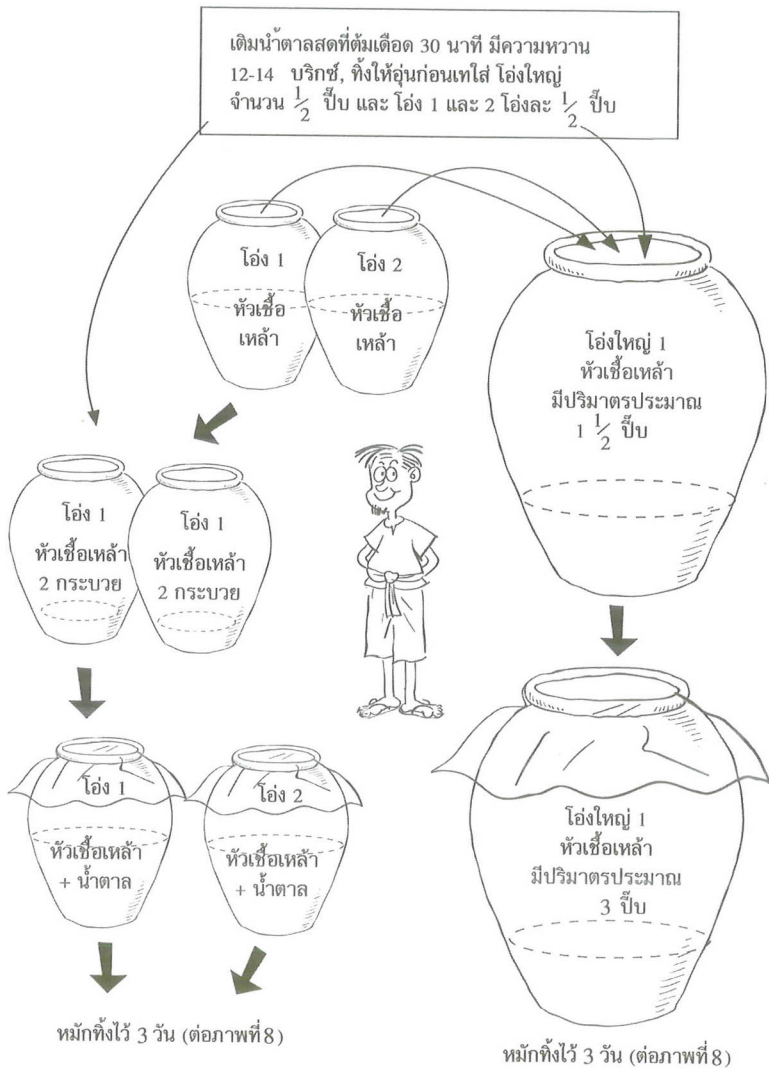 เติมน้ำตาลสดที่ต้มเดือด 30 นาที มีความหวาน
12-14 บริกซ์, ทิ้งให้อุ่นก่อนเทใส่ โอ่งใหญ่
จำนวน 1/2 ปี๊บ และ โอ่ง 1 และ 2 โอ่งละ 1/2 ปี๊บ
โอ่ง 1
หัวเชื้อ
เหล้า
โอ่ง 2
หัวเชื้อ
เหล้า
โอ่งใหญ่ 1
หัวเชื้อเหล้า
มีปริมาตรประมาณ
1 1/2 ปี๊บ
โอ่ง 1
หัวเชื้อเหล้า
2 กระบวย
โอ่ง 1
หัวเชื้อเหล้า
2 กระบวย
โอ่ง 1
หัวเชื้อเหล้า
+ น้ำตาล
โอ่ง 2
หัวเชื้อเหล้า
+ น้ำตาล
โอ่งใหญ่ 1
หัวเชื้อเหล้า
มีปริมาตรประมาณ
3 ปี๊บ
หมักทิ้งไว้ 3 วัน (ต่อภาพที่ 8)
หมักทิ้งไว้ 3 วัน (ต่อภาพที่ 8)